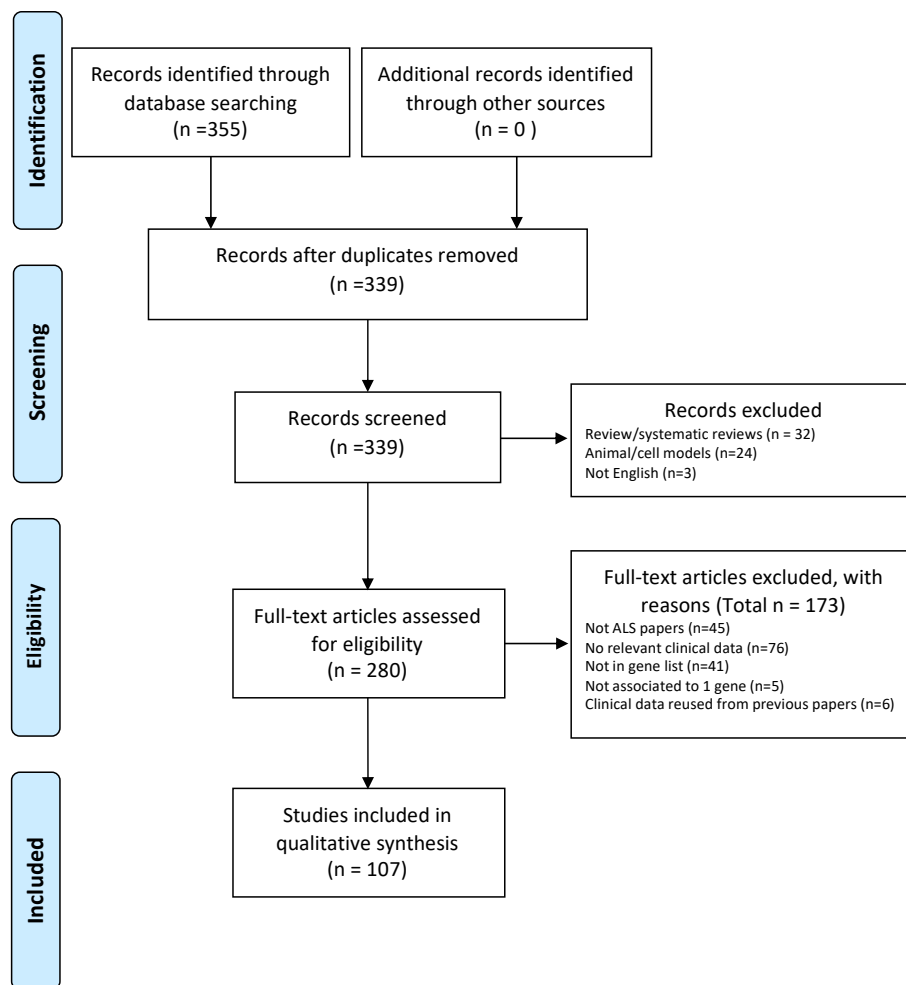 Identification
Records identified through
database searching
(n =355)
Additional records identified
through other sources
(n = 0 )
Records after duplicates removed
(n =339)
Screening
Records screened
(n =339)
Records excluded
Review/systematic reviews (n = 32)
Animal/cell models (n=24)
Not English (n=3)
Eligibility
Full-text articles assessed
for eligibility
(n = 280)
Full-text articles excluded, with
reasons (Total n = 173)
Not ALS papers (n=45)
No relevant clinical data (n=76)
Not in gene list (n=41)
Not associated to 1 gene (n=5)
Clinical data reused from previous papers (n=6)
Included
Studies included in
qualitative synthesis
(n = 107)